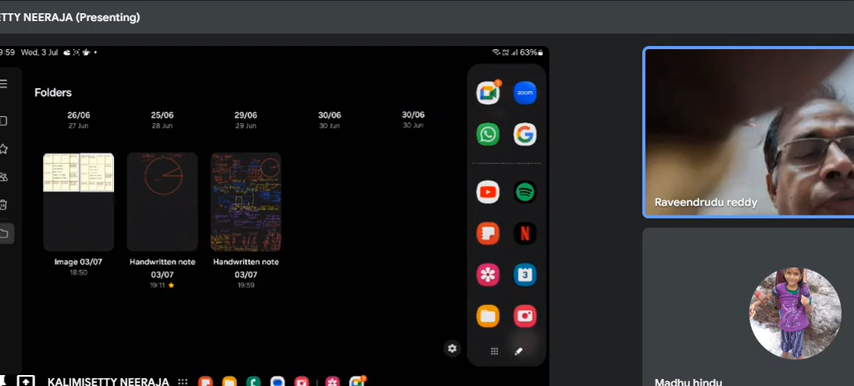 ETTY NEERAJA (Presenting)
9:59 Wed, 3 Jul
63%
Folders
26/06 25/06 29/06 30/06 30/06
27 Jun 28 Jun 29 Jun 30 Jun 30 Jun
zoom
Image 03/07 Handwritten note Handwritten note
18:50 03/07 03/07
19:11 19:59
3
Raveendrudu reddy
Madhu hindu
KALIMISETTY NEERAJA